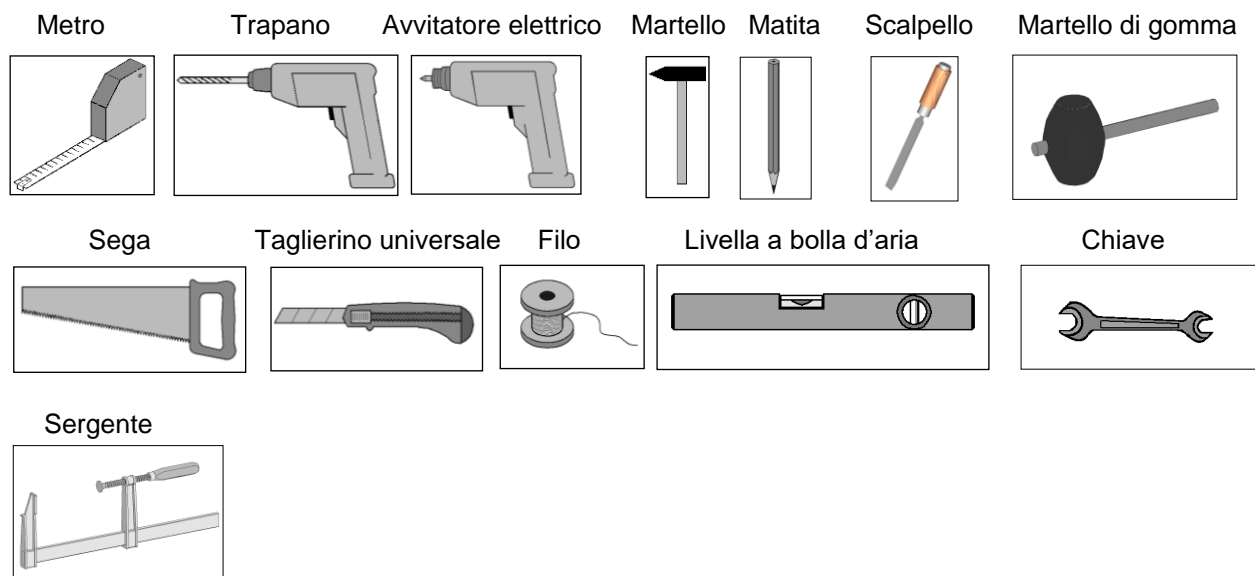 Metro Trapano Avvitatore elettrico Martello Matita Scalpello Martello di gomma
Sega Taglierino universale Filo Livella a bolla d’aria Chiave
Sergente